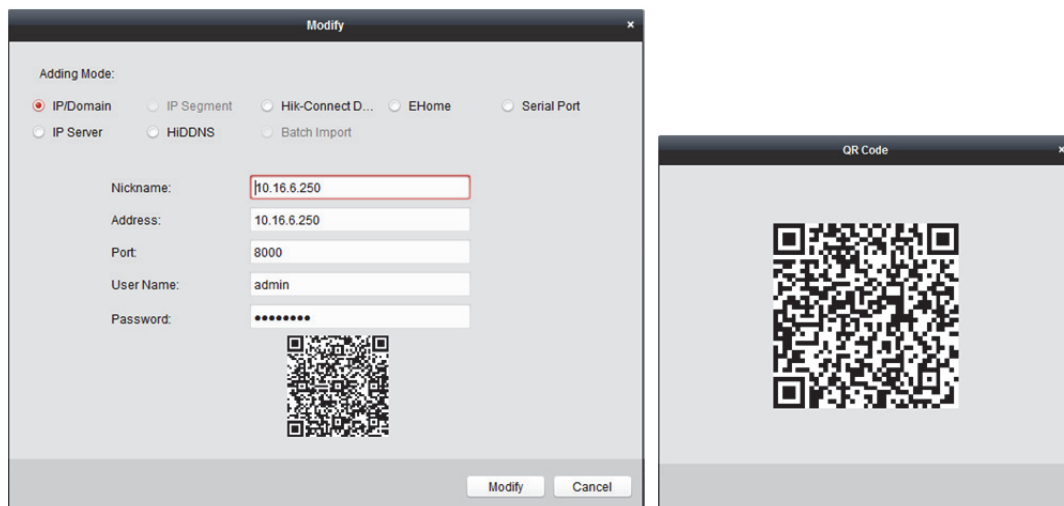 Modify
×
Adding Mode:
IP/Domain IP Segment Hik-Connect D... EHome Serial Port
IP Server HiDDNS Batch Import
Nickname: 10.16.6.250
Address: 10.16.6.250
Port: 8000
User Name: admin
Password: ••••••••
Modify Cancel
QR Code
×